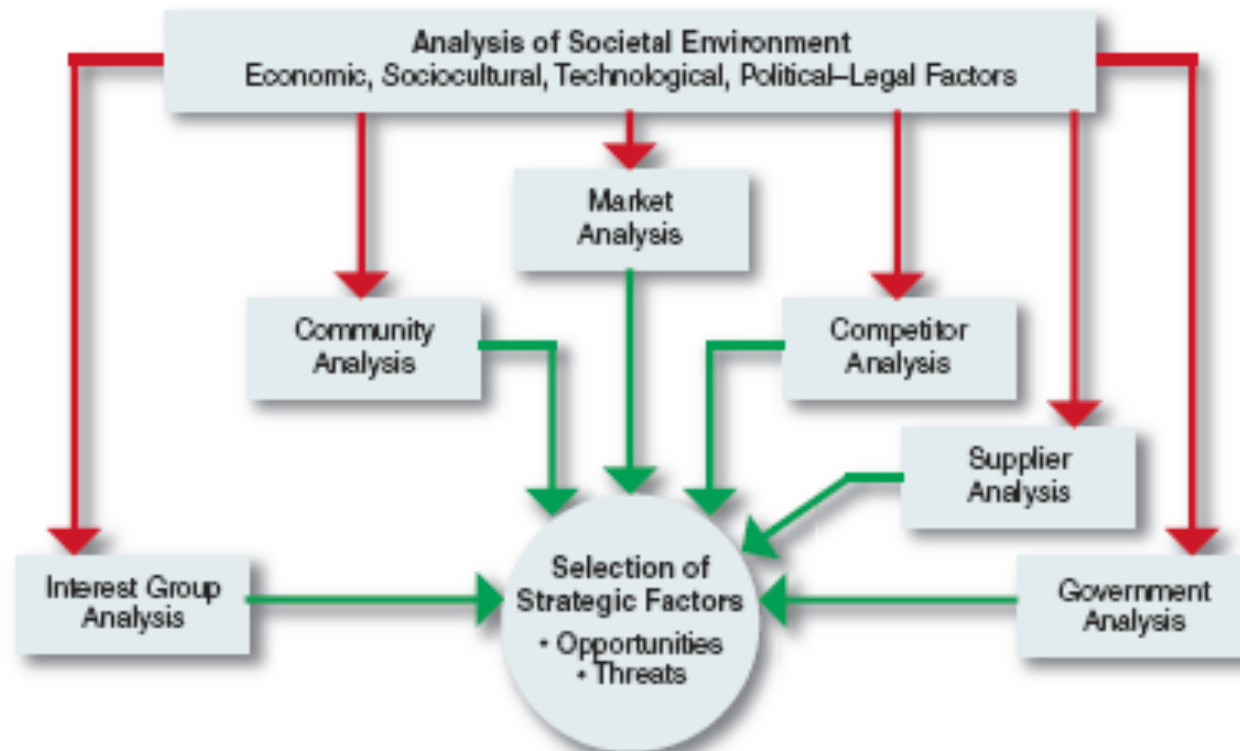 Analysis of Societal Environment
Economic, Sociocultural, Technological, Political–Legal Factors
Market
Analysis
Community
Analysis
Competitor
Analysis
Supplier
Analysis
Interest Group
Analysis
Selection of
Strategic Factors
• Opportunities
• Threats
Government
Analysis